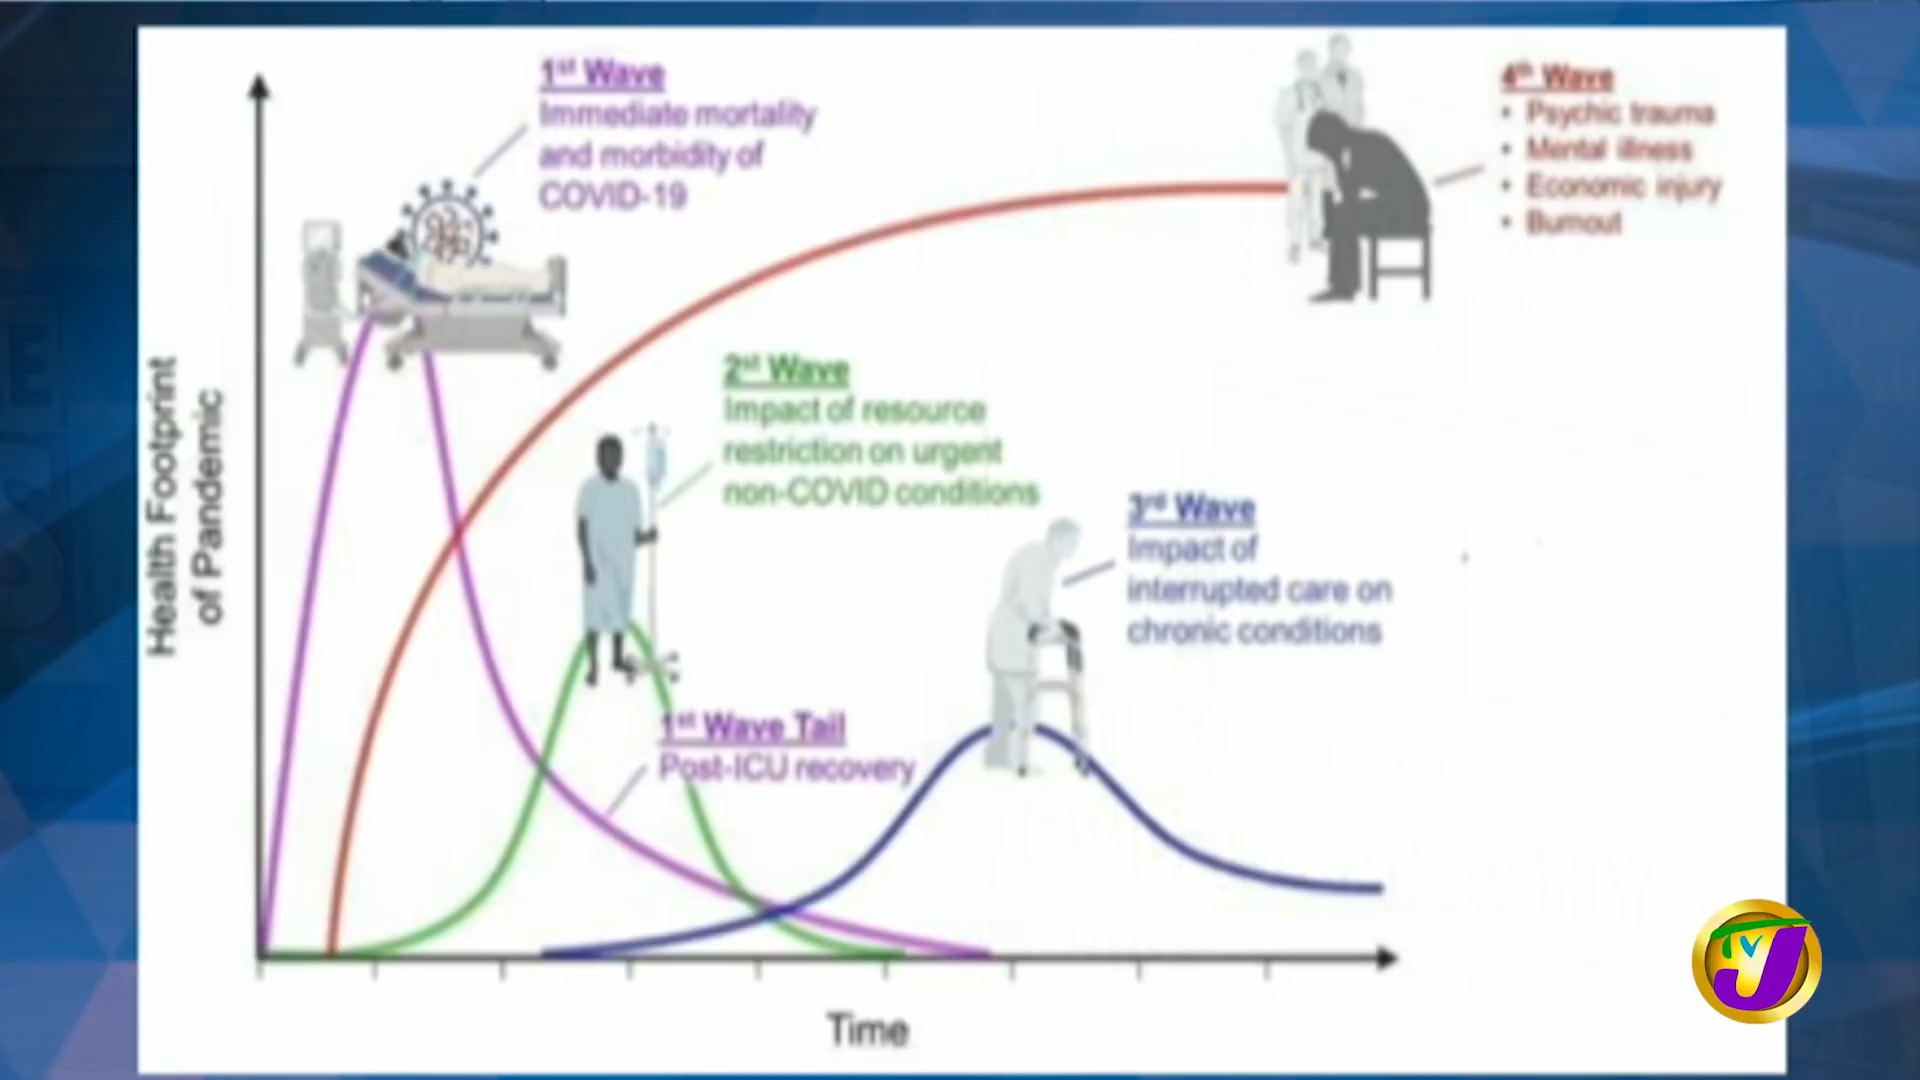 1st Wave
Immediate mortality
and morbidity of
COVID-19
4th Wave
• Psychic trauma
• Mental illness
• Economic injury
• Burnout
2st Wave
Impact of resource
restriction on urgent
non-COVID conditions
3rd Wave
Impact of
interrupted care on
chronic conditions
1st Wave Tail
Post-ICU recovery
Health Footprint
of Pandemic
Time
TVJ